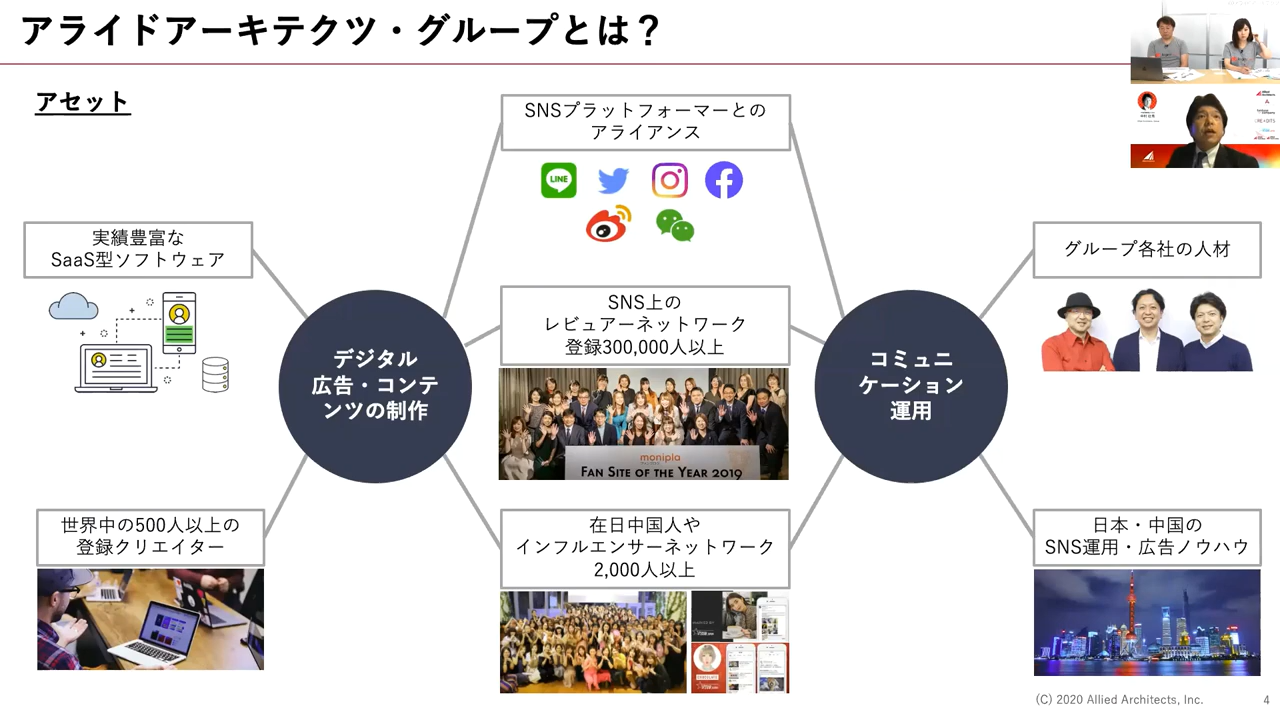 アライドアーキテクツ・グループとは？
アセット
SNSプラットフォーマーとの
アライアンス
LINE
実績豊富な
SaaS型ソフトウェア
グループ各社の人材
SNS上の
レビュアーネットワーク
登録300,000人以上
デジタル
広告・コンテ
ンツの制作
コミュニ
ケーション
運用
monipla
FAN SITE OF THE YEAR 2019
世界中の500人以上の
登録クリエイター
在日中国人や
インフルエンサーネットワーク
2,000人以上
日本・中国の
SNS運用・広告ノウハウ
(C) 2020 Allied Architects, Inc.
4